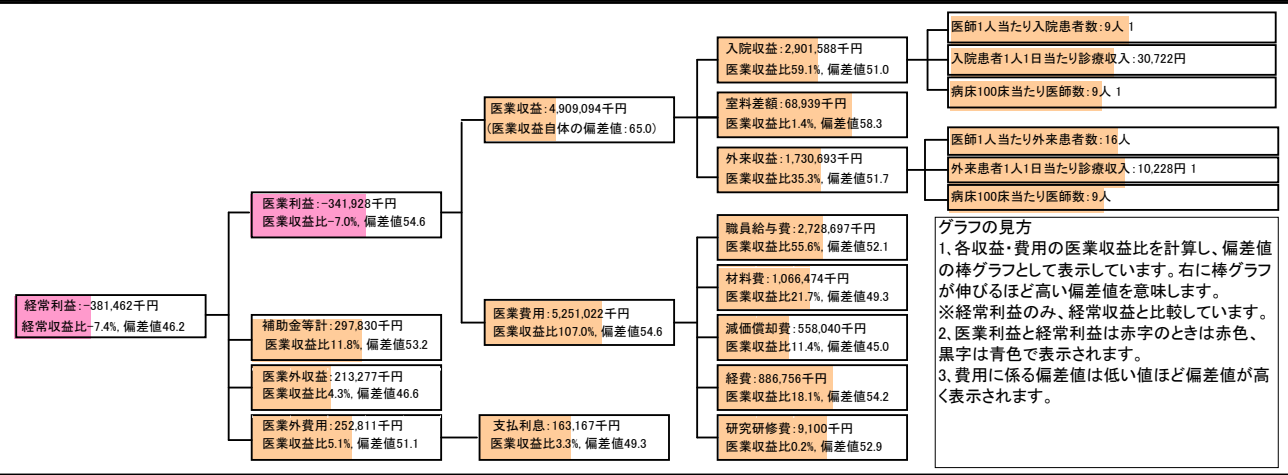 経常利益:-381,462千円
経常収益比-7.4%, 偏差値46.2
医業利益:-341,928千円
医業収益比-7.0%, 偏差値54.6
補助金等計:297,830千円
医業収益比11.8%, 偏差値53.2
医業外収益:213,277千円
医業収益比4.3%, 偏差値46.6
医業外費用:252,811千円
医業収益比5.1%, 偏差値51.1
医業収益:4,909,094千円
(医業収益自体の偏差値:65.0)
医業費用:5,251,022千円
医業収益比107.0%, 偏差値54.6
支払利息:163,167千円
医業収益比3.3%, 偏差値49.3
入院収益:2,901,588千円
医業収益比59.1%, 偏差値51.0
室料差額:68,939千円
医業収益比1.4%, 偏差値58.3
外来収益:1,730,693千円
医業収益比35.3%, 偏差値51.7
職員給与費:2,728,697千円
医業収益比55.6%, 偏差値52.1
材料費:1,066,474千円
医業収益比21.7%, 偏差値49.3
減価償却費:558,040千円
医業収益比11.4%, 偏差値45.0
経費:886,756千円
医業収益比18.1%, 偏差値54.2
研究研修費:9,100千円
医業収益比0.2%, 偏差値52.9
医師1人当たり入院患者数:9人 1
入院患者1人1日当たり診療収入:30,722円
病床100床当たり医師数:9人 1
医師1人当たり外来患者数:16人
外来患者1人1日当たり診療収入:10,228円 1
病床100床当たり医師数:9人
グラフの見方
1、各収益・費用の医業収益比を計算し、偏差値
の棒グラフとして表示しています。右に棒グラフ
が伸びるほど高い偏差値を意味します。
※経常利益のみ、経常収益と比較しています。
2、医業利益と経常利益は赤字のときは赤色、
黒字は青色で表示されます。
3、費用に係る偏差値は低い値ほど偏差値が高
く表示されます。